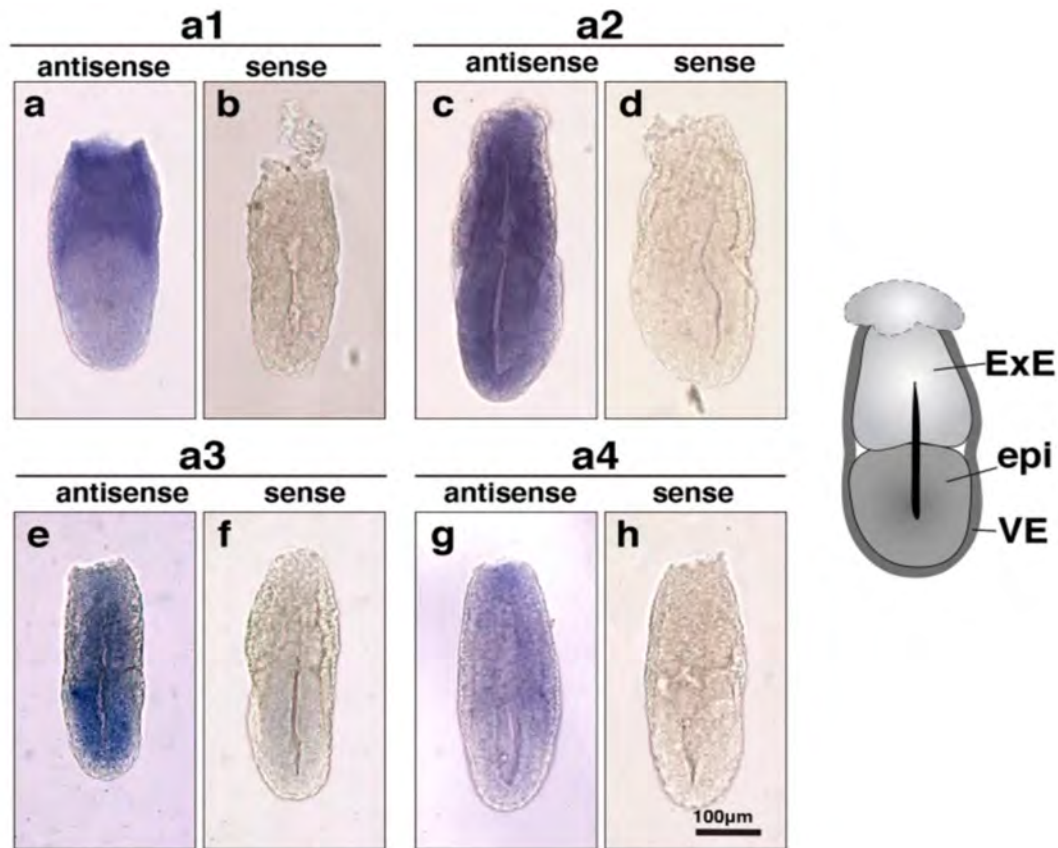 a1 a2
antisense sense antisense sense
a b c d
ExE
epi
VE
a3 a4
antisense sense antisense sense
e f g h
100µm